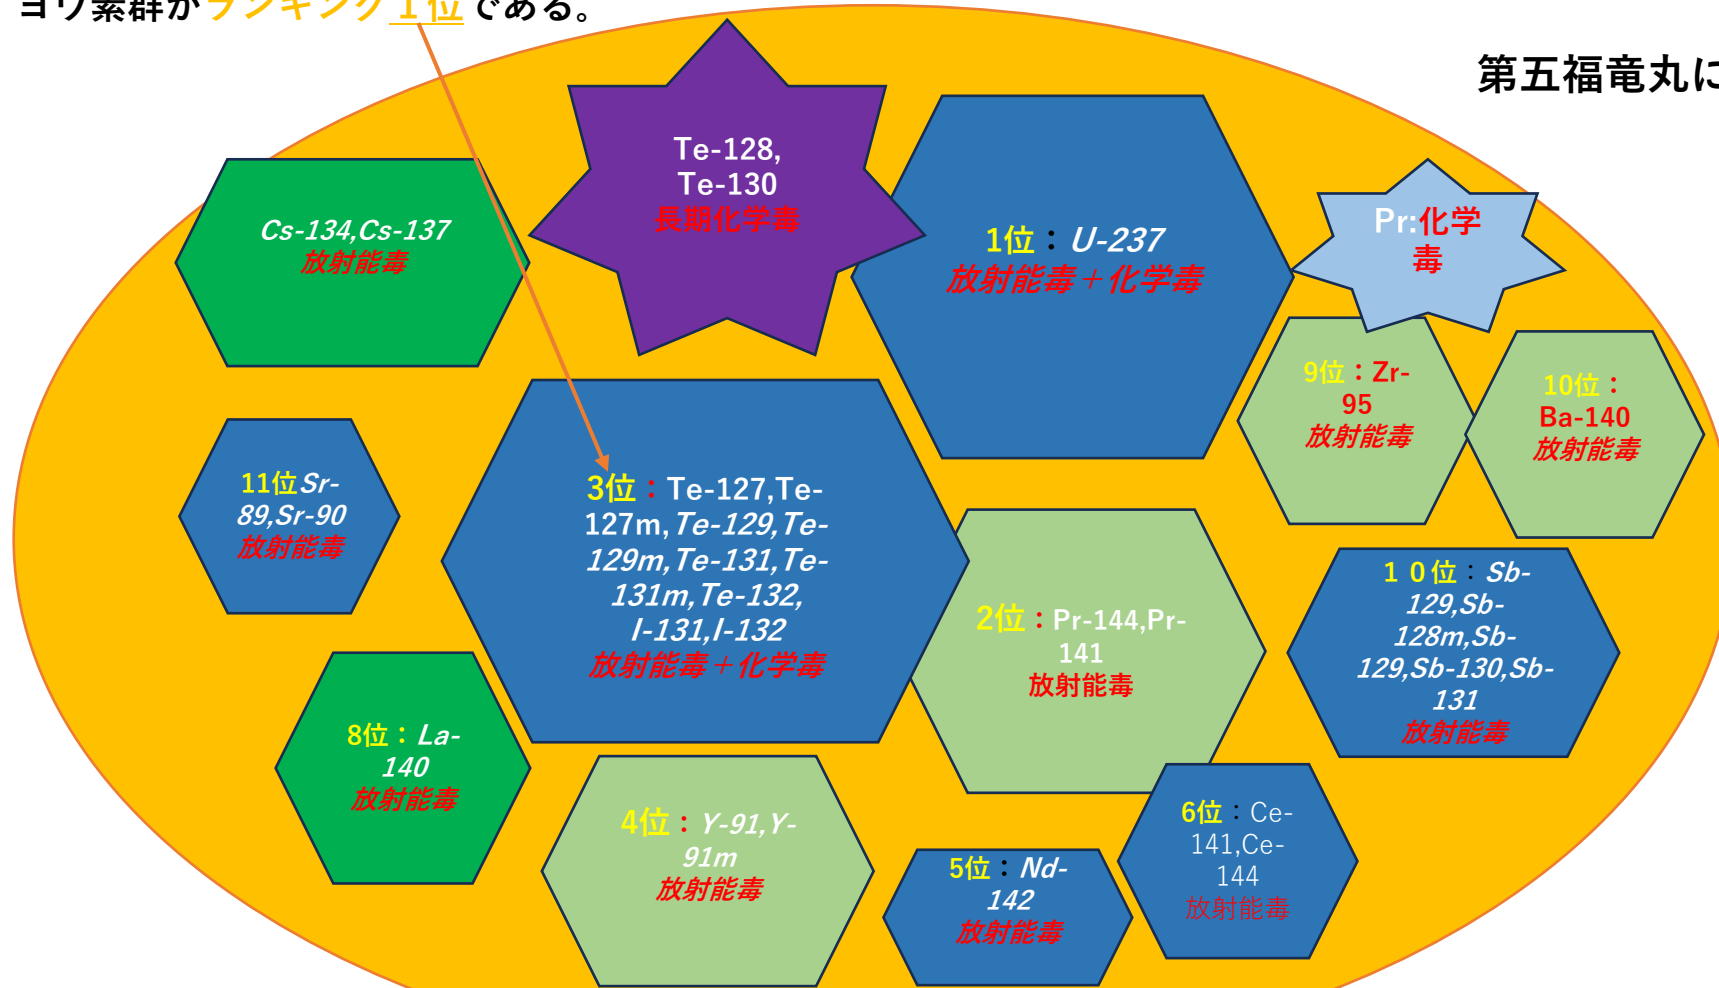 ヨウ素群がランキング１位である。
第五福竜丸に
Te-128,
Te-130
長期化学毒
Cs-134,Cs-137
放射能毒
1位：U-237
放射能毒＋化学毒
Pr:化学
毒
9位：Zr-
95
放射能毒
10位：
Ba-140
放射能毒
11位Sr-
89,Sr-90
放射能毒
3位：Te-127,Te-
127m,Te-129,Te-
129m,Te-131,Te-
131m,Te-132,
I-131,I-132
放射能毒＋化学毒
2位：Pr-144,Pr-
141
放射能毒
１０位：Sb-
129,Sb-
128m,Sb-
129,Sb-130,Sb-
131
放射能毒
8位：La-
140
放射能毒
4位：Y-91,Y-
91m
放射能毒
5位：Nd-
142
放射能毒
6位：Ce-
141,Ce-
144
放射能毒